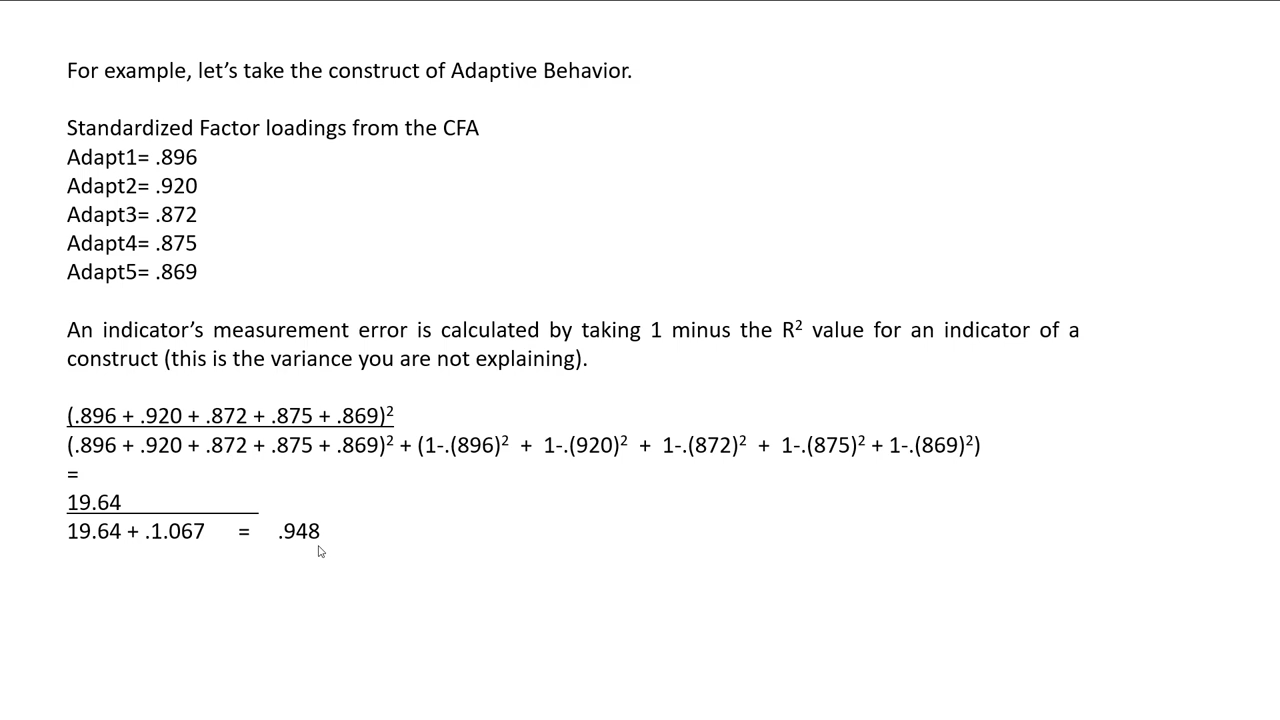 For example, let’s take the construct of Adaptive Behavior.
Standardized Factor loadings from the CFA
Adapt1= .896
Adapt2= .920
Adapt3= .872
Adapt4= .875
Adapt5= .869
An indicator’s measurement error is calculated by taking 1 minus the R² value for an indicator of a
construct (this is the variance you are not explaining).
(.896 + .920 + .872 + .875 + .869)²
(.896 + .920 + .872 + .875 + .869)² + (1-.(896)² + 1-.(920)² + 1-.(872)² + 1-.(875)² + 1-.(869)²)
=
19.64
19.64 + .1.067 = .948